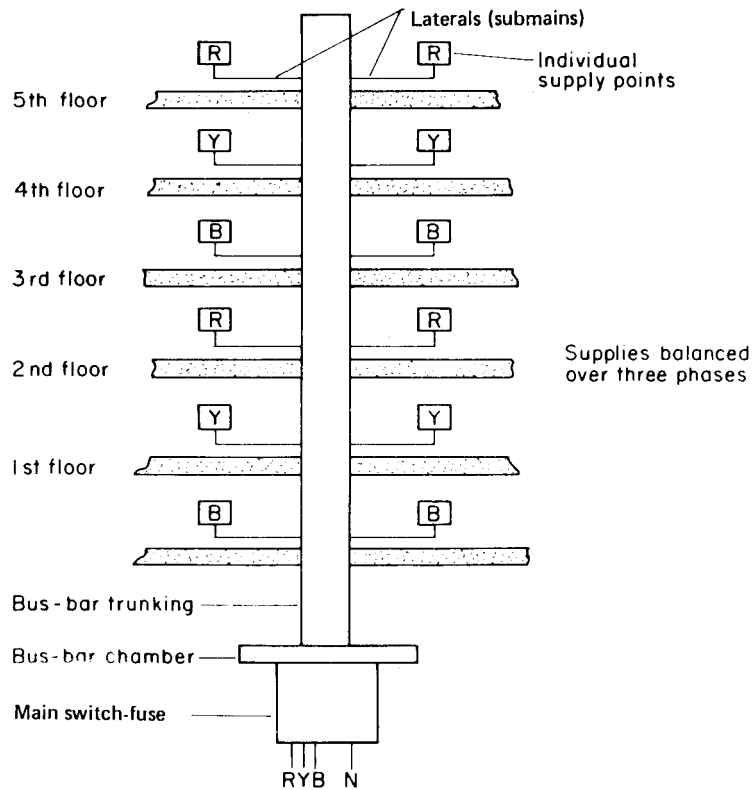 Laterals (submains)
R R
Individual
supply points
5th floor
Y Y
4th floor
B B
3rd floor
R R
2nd floor
Supplies balanced
over three phases
Y Y
1st floor
B B
Bus-bar trunking
Bus-bar chamber
Main switch-fuse
RYB N